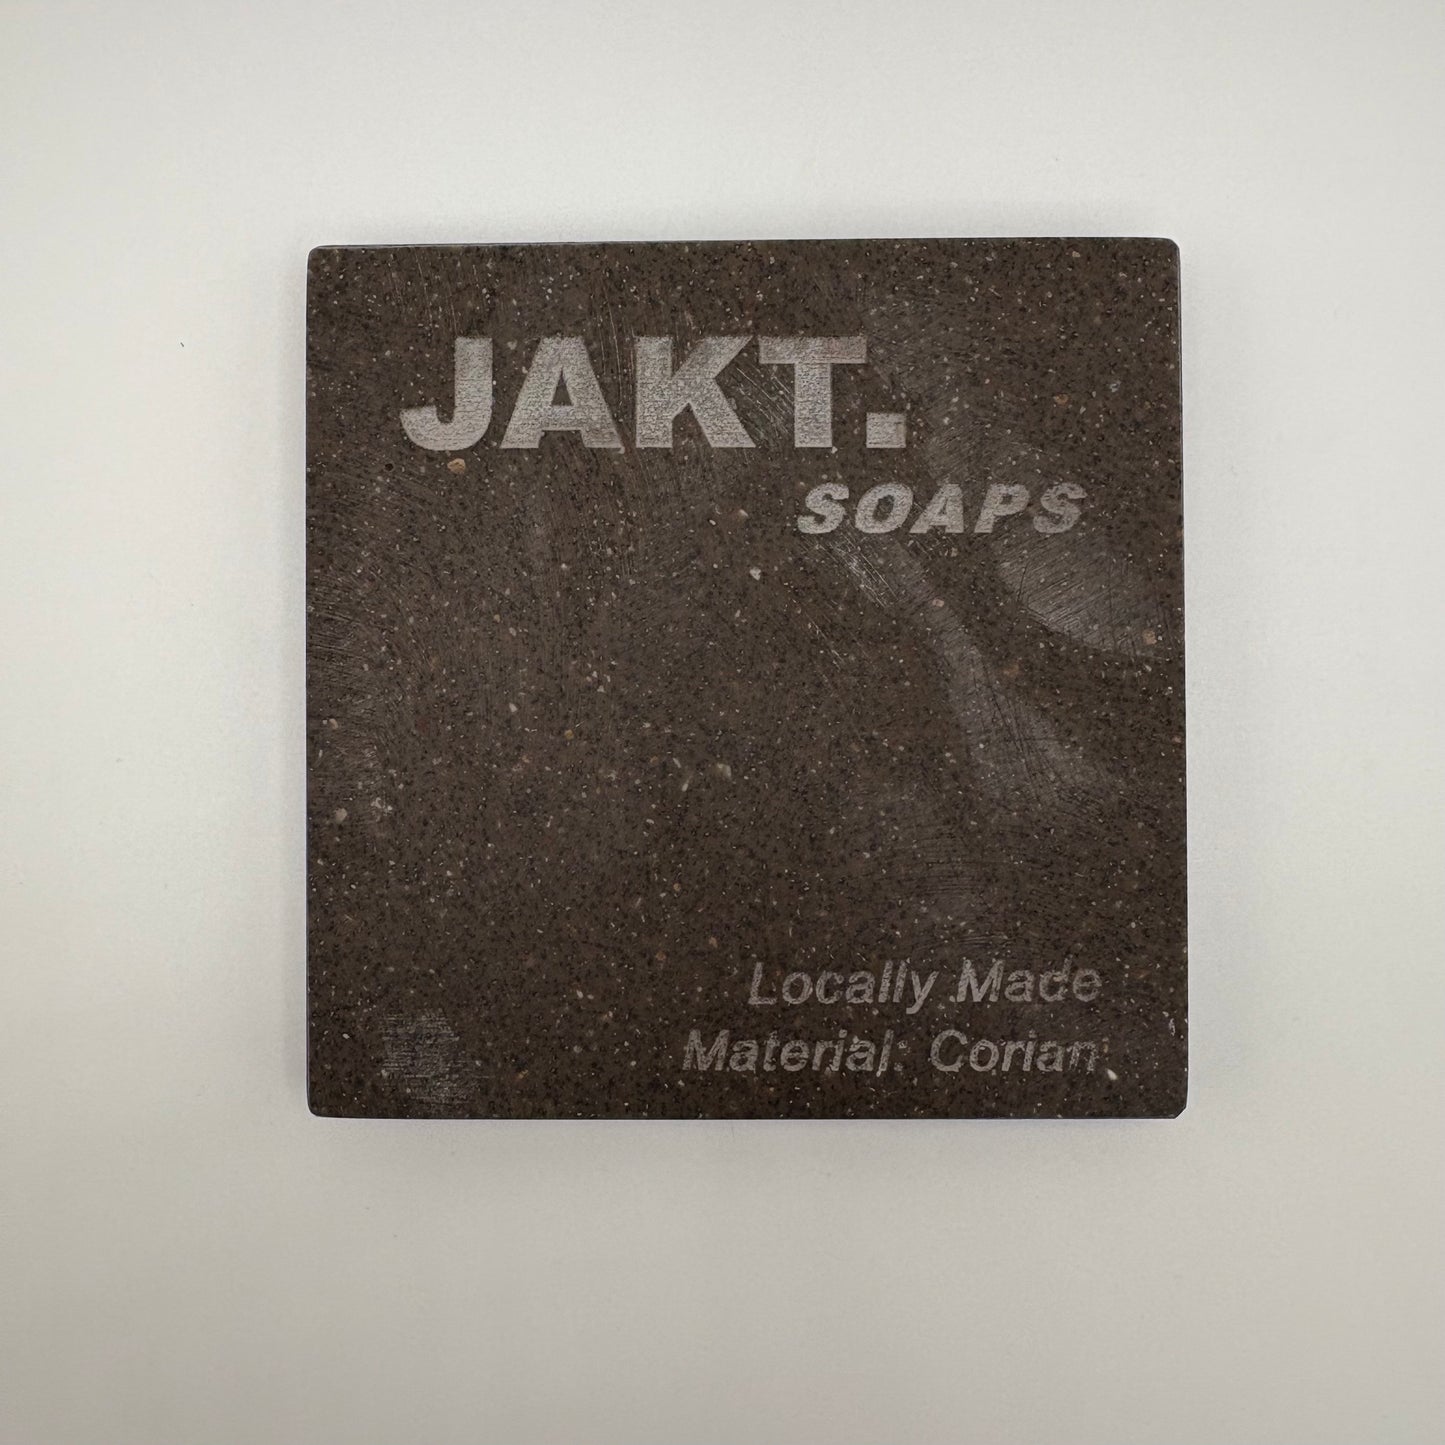 JAKT.
SOAPS
Locally Made
Material: Corian